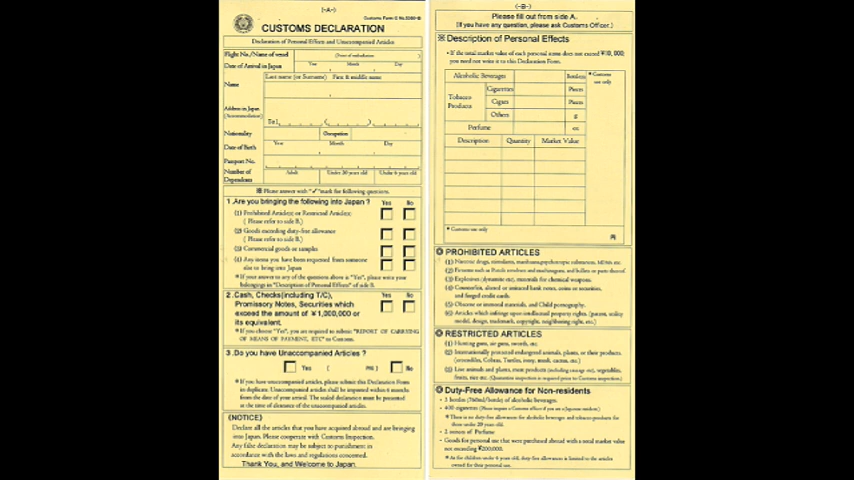 (-A-)
Customs Form C No.5360-B
CUSTOMS DECLARATION
Declaration of Personal Effects and Unaccompanied Articles
Flight No./Name of vessel
(Point of embarkation )
Date of Arrival in Japan
Year Month Day
Name
Last name (or Surname) First & middle name
Address in Japan
(Accommodation)
Tel ( )
Nationality
Occupation
Date of Birth
Year Month Day
Passport No.
Number of Dependents
Adult Under 20 year old Under 6 year old
※ Please answer with "✓" mark for following questions.
1.Are you bringing the following into Japan ? Yes No
(1) Prohibited Articles or Restricted Articles
( Please refer to side B.)
(2) Goods exceeding duty-free allowance
( Please refer to side B.)
(3) Commercial goods or samples
(4) Any items you have been requested from someone
else to bring into Japan
* If your answer to any of the questions above is "Yes", please write your
belongings in "Description of Personal Effects" of side B.
2.Cash, Checks(including T/C), Yes No
Promissory Notes, Securities which
exceed the amount of ¥1,000,000 or
its equivalent.
* If you choose "Yes", you are required to submit "REPORT OF CARRYING
OF MEANS OF PAYMENT, ETC" to Customs.
3.Do you have Unaccompanied Articles ?
Yes ( PKG ) No
* If you have unaccompanied articles, please submit this Declaration Form
in duplicate. Unaccompanied articles shall be imported within 6 months
from the date of your arrival. The sealed declaration must be presented
at the time of clearance of the unaccompanied articles.
《NOTICE》
Declare all the articles that you have acquired abroad and are bringing
into Japan. Please cooperate with Customs Inspection.
Any false declaration may be subject to punishment in
accordance with the laws and regulations concerned.
Thank You, and Welcome to Japan.
(-B-)
Please fill out from side A.
(If you have any question, please ask Customs Officer.)
※ Description of Personal Effects
* If the total market value of each personal items does not exceed ¥10,000;
you need not write it to this Declaration Form.
Alcoholic Beverages Bottles
* Customs use only
Tobacco Products
Cigarettes Pieces
Cigars Pieces
Others g
Perfume oz
Description Quantity Market Value
* Customs use only
PROHIBITED ARTICLES
(1) Narcotic drugs, stimulants, marihuana, psychotropic substances, MDMA etc
(2) Firearms such as Pistols revolvers and machineguns and bullets or parts thereof.
(3) Explosives (dynamite etc), materials for chemical weapons.
(4) Counterfeit, altered or imitated bank notes, coins or securities,
and forged credit cards.
(5) Obscene or immoral materials, and Child pornography.
(6) Articles which infringe upon intellectual property rights. (patent, utility
model, design, trademark, copyright, neighboring right, etc.)
RESTRICTED ARTICLES
(1) Hunting guns, air guns, swords, etc.
(2) Internationally protected endangered animals, plants, or their products.
(crocodiles, Cobras, Turtles, ivory, musk, cactus, etc.)
(3) Live animals and plants, meat products (including sausage etc), vegetables,
fruits, rice etc. (Quarantine inspection is required prior to Customs inspection.)
Duty-Free Allowance for Non-residents
· 3 bottles (760ml/bottle) of alcoholic beverages.
· 400 cigarettes (Please inquire a Customs officer if you are a Japanese resident.)
* There is no duty-free allowance for alcoholic beverage and tobacco products for
those under 20 years old.
· 2 ounces of Perfume
· Goods for personal use that were purchased abroad with a total market value
not exceeding ¥200,000.
* As for children under 6 years old, duty-free allowance is limited to the articles
owned for their personal use.